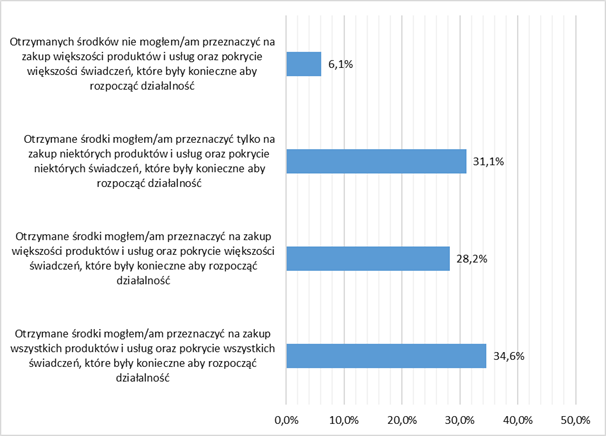 Otrzymanych środków nie mogłem/am przeznaczyć na
zakup większości produktów i usług oraz pokrycie
większości świadczeń, które były konieczne aby
rozpocząć działalność
6,1%
Otrzymane środki mogłem/am przeznaczyć tylko na
zakup niektórych produktów i usług oraz pokrycie
niektórych świadczeń, które były konieczne aby
rozpocząć działalność
31,1%
Otrzymane środki mogłem/am przeznaczyć na zakup
większości produktów i usług oraz pokrycie większości
świadczeń, które były konieczne aby rozpocząć
działalność
28,2%
Otrzymane środki mogłem/am przeznaczyć na zakup
wszystkich produktów i usług oraz pokrycie wszystkich
świadczeń, które były konieczne aby rozpocząć
działalność
34,6%
0,0% 10,0% 20,0% 30,0% 40,0% 50,0%